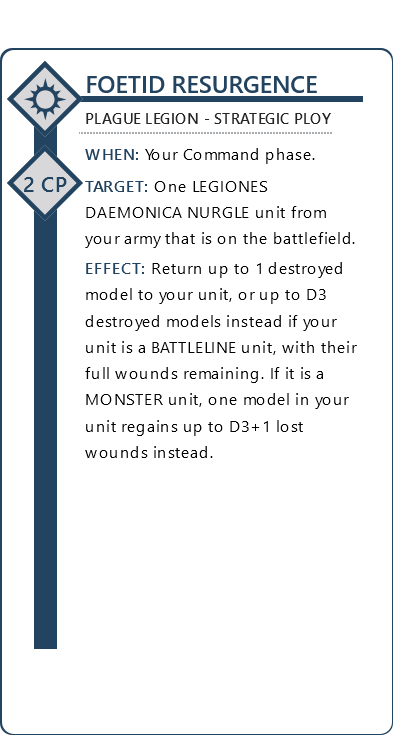 FOETID RESURGENCE
PLAGUE LEGION - STRATEGIC PLOY
2 CP
WHEN: Your Command phase.
TARGET: One LEGIONES
DAEMONICA NURGLE unit from
your army that is on the battlefield.
EFFECT: Return up to 1 destroyed
model to your unit, or up to D3
destroyed models instead if your
unit is a BATTLELINE unit, with their
full wounds remaining. If it is a
MONSTER unit, one model in your
unit regains up to D3+1 lost
wounds instead.